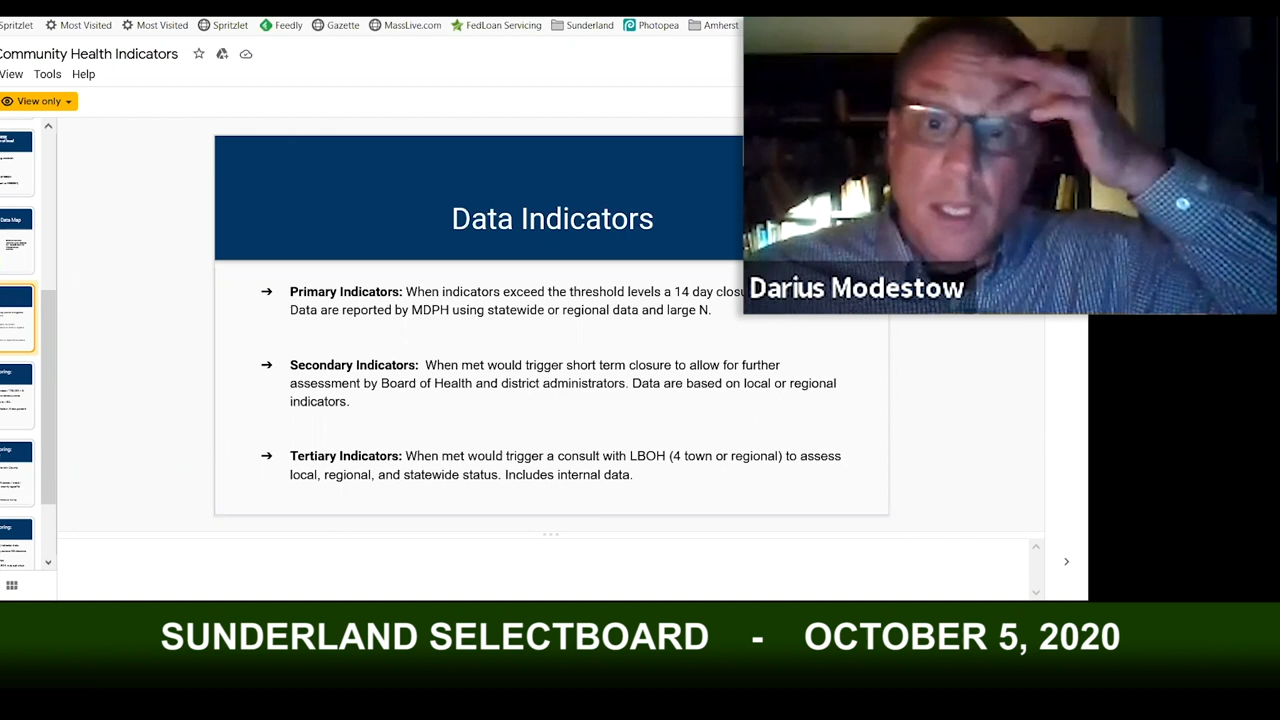 Spritzlet Most Visited Most Visited Spritzlet Feedly Gazette MassLive.com FedLoan Servicing Sunderland Photopea Amherst
Community Health Indicators
View Tools Help
View only
Data Map
Data Indicators
➔ Primary Indicators: When indicators exceed the threshold levels a 14 day
Data are reported by MDPH using statewide or regional data and large N.
➔ Secondary Indicators: When met would trigger short term closure to allow for further
assessment by Board of Health and district administrators. Data are based on local or regional
indicators.
➔ Tertiary Indicators: When met would trigger a consult with LBOH (4 town or regional) to assess
local, regional, and statewide status. Includes internal data.
Darius Modestow
SUNDERLAND SELECTBOARD - OCTOBER 5, 2020